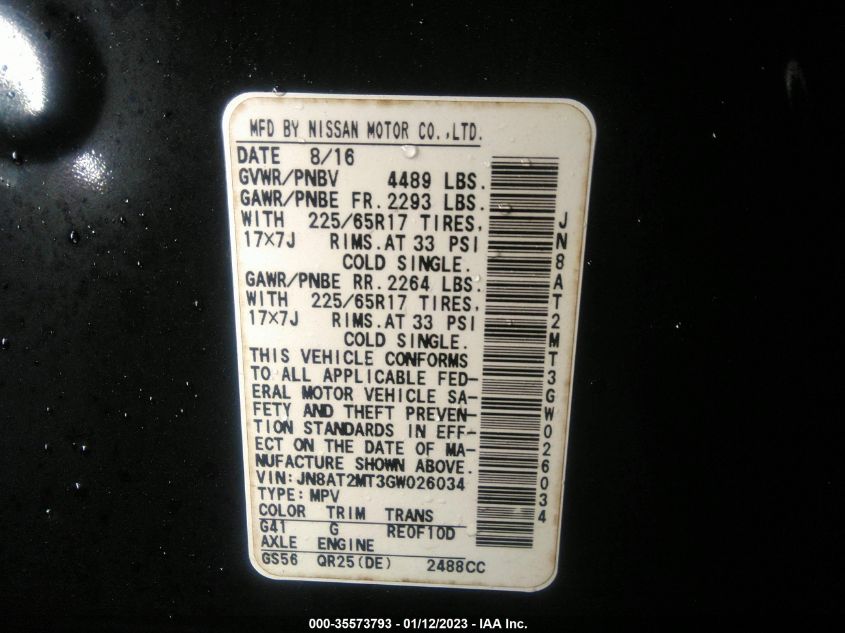 MFD BY NISSAN MOTOR CO.,LTD.
DATE 8/16
GVWR/PNBV 4489 LBS.
GAWR/PNBE FR. 2293 LBS.
WITH 225/65R17 TIRES,
17X7J RIMS.AT 33 PSI
COLD SINGLE.
GAWR/PNBE RR. 2264 LBS.
WITH 225/65R17 TIRES,
17X7J RIMS.AT 33 PSI
COLD SINGLE.
THIS VEHICLE CONFORMS
TO ALL APPLICABLE FED-
ERAL MOTOR VEHICLE SA-
FETY AND THEFT PREVEN-
TION STANDARDS IN EFF-
ECT ON THE DATE OF MA-
NUFACTURE SHOWN ABOVE.
VIN:JN8AT2MT3GW026034
TYPE:MPV
COLOR TRIM TRANS
G41 G RE0F10D
AXLE ENGINE
GS56 QR25(DE) 2488CC
JN8AT2MT3GW026034
000-35573793 - 01/12/2023 - IAA Inc.